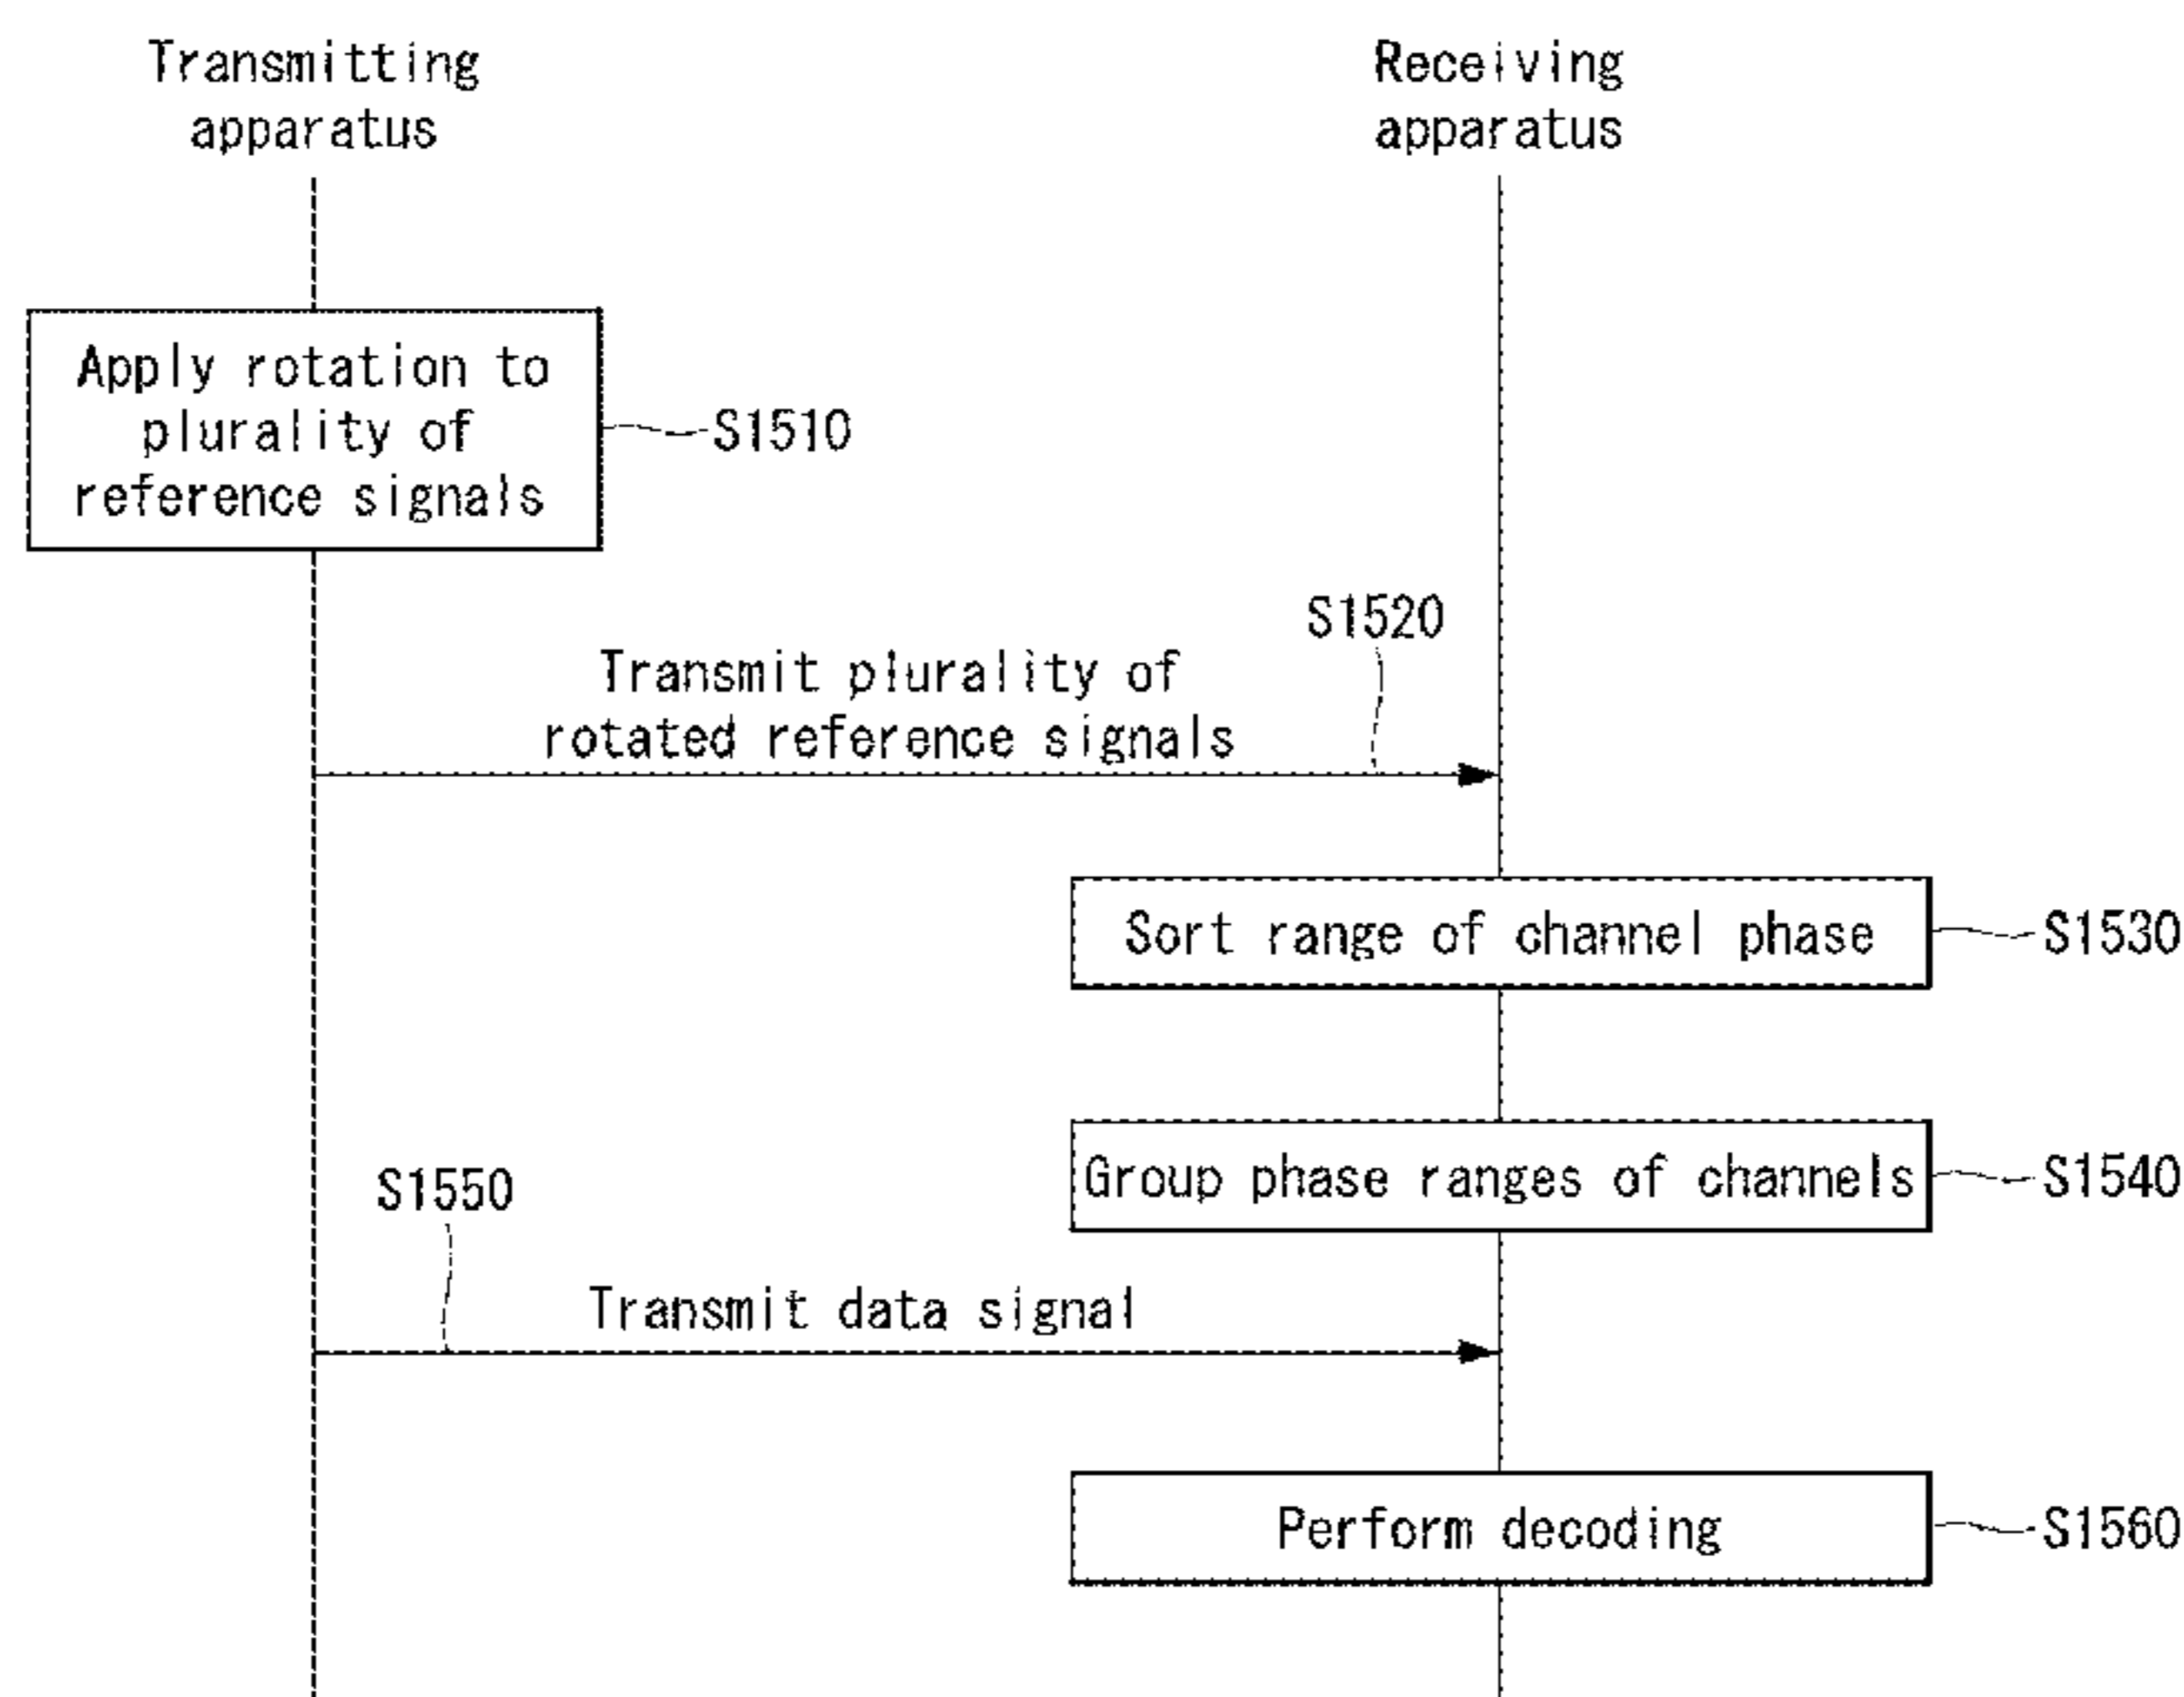 Transmitting
apparatus
Receiving
apparatus
Apply rotation to
plurality of
reference signals
S1510
S1520
Transmit plurality of
rotated reference signals
Sort range of channel phase
S1530
Group phase ranges of channels
S1540
S1550
Transmit data signal
Perform decoding
S1560